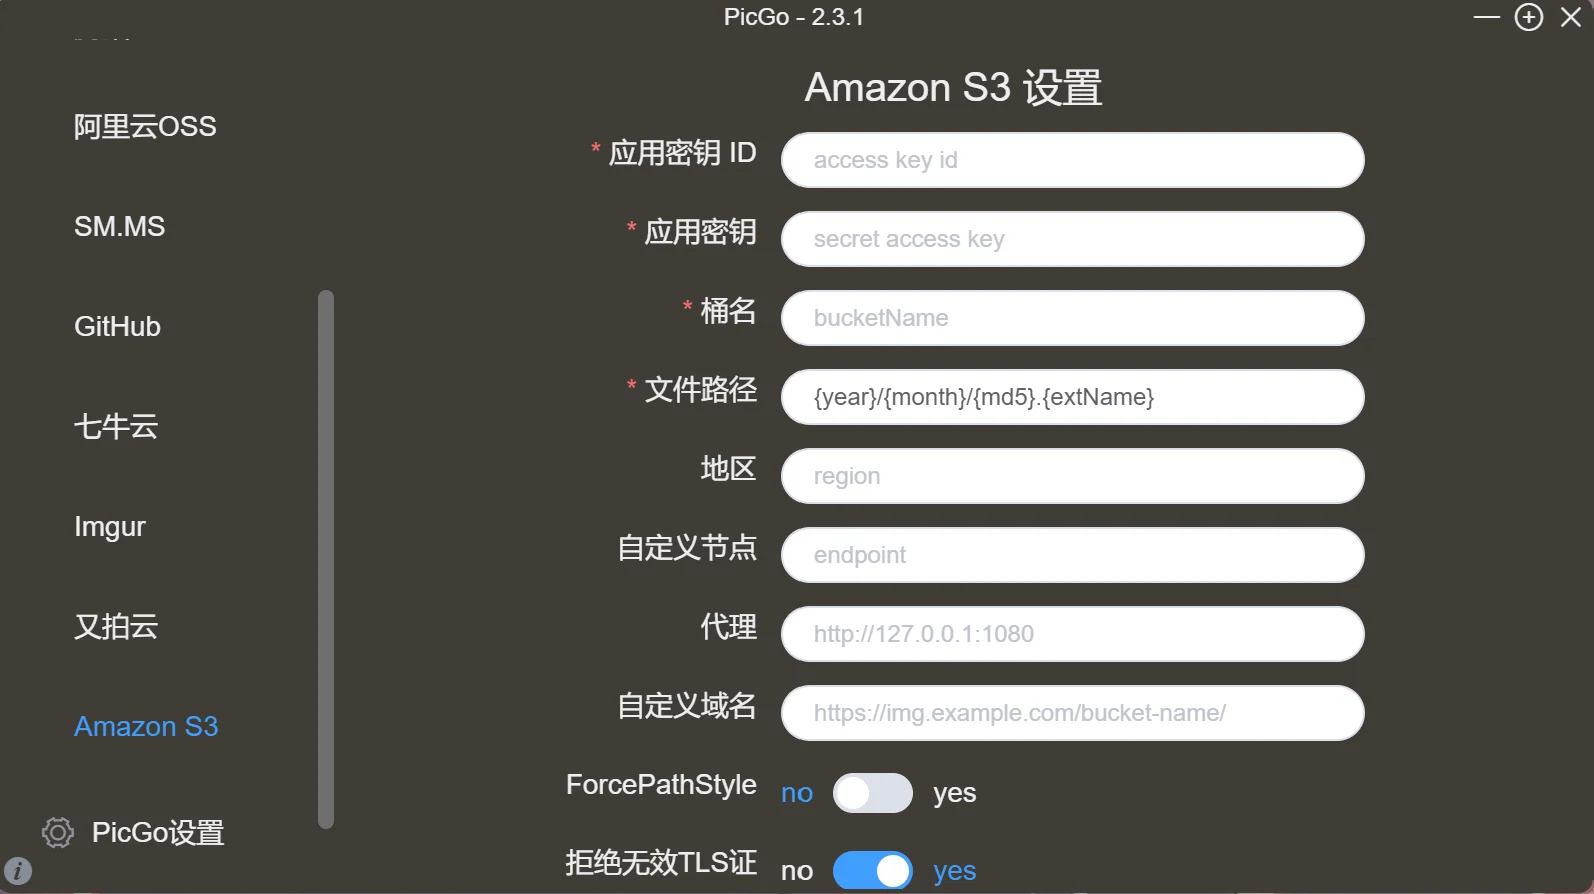 PicGo - 2.3.1
阿里云OSS
SM.MS
GitHub
七牛云
Imgur
又拍云
Amazon S3
PicGo设置
Amazon S3 设置
* 应用密钥 ID
access key id
* 应用密钥
secret access key
* 桶名
bucketName
* 文件路径
{year}/{month}/{md5}.{extName}
地区
region
自定义节点
endpoint
代理
http://127.0.0.1:1080
自定义域名
https://img.example.com/bucket-name/
ForcePathStyle
no yes
拒绝无效TLS证
no yes